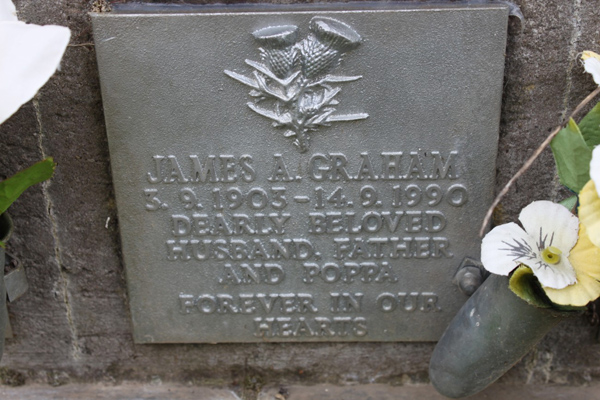 JAMES A. GRAHAM
3. 9. 1903 - 14. 9. 1990
DEARLY BELOVED
HUSBAND, FATHER
AND POPPA
FOREVER IN OUR
HEARTS